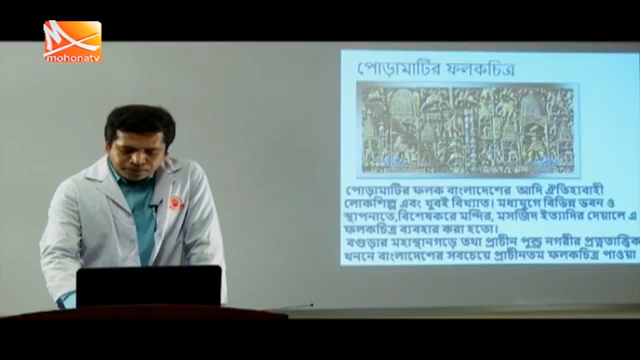 mohonatv
পোড়ামাটির ফলকচিত্র
পোড়ামাটির ফলক বাংলাদেশের আদি ঐতিহ্যবাহী
লোকশিল্প এবং খুবই বিখ্যাত। মধ্যযুগে বিভিন্ন ভবন ও
স্থাপনাতে,বিশেষকরে মন্দির, মসজিদ ইত্যাদির দেয়ালে এ
ফলকচিত্র ব্যবহার করা হতো।
বগুড়ার মহাস্থানগড়ে তথা প্রাচীন পুন্ড্র নগরীর প্রত্নতাত্ত্বিক
খননে বাংলাদেশের সবচেয়ে প্রাচীনতম ফলকচিত্র পাওয়া